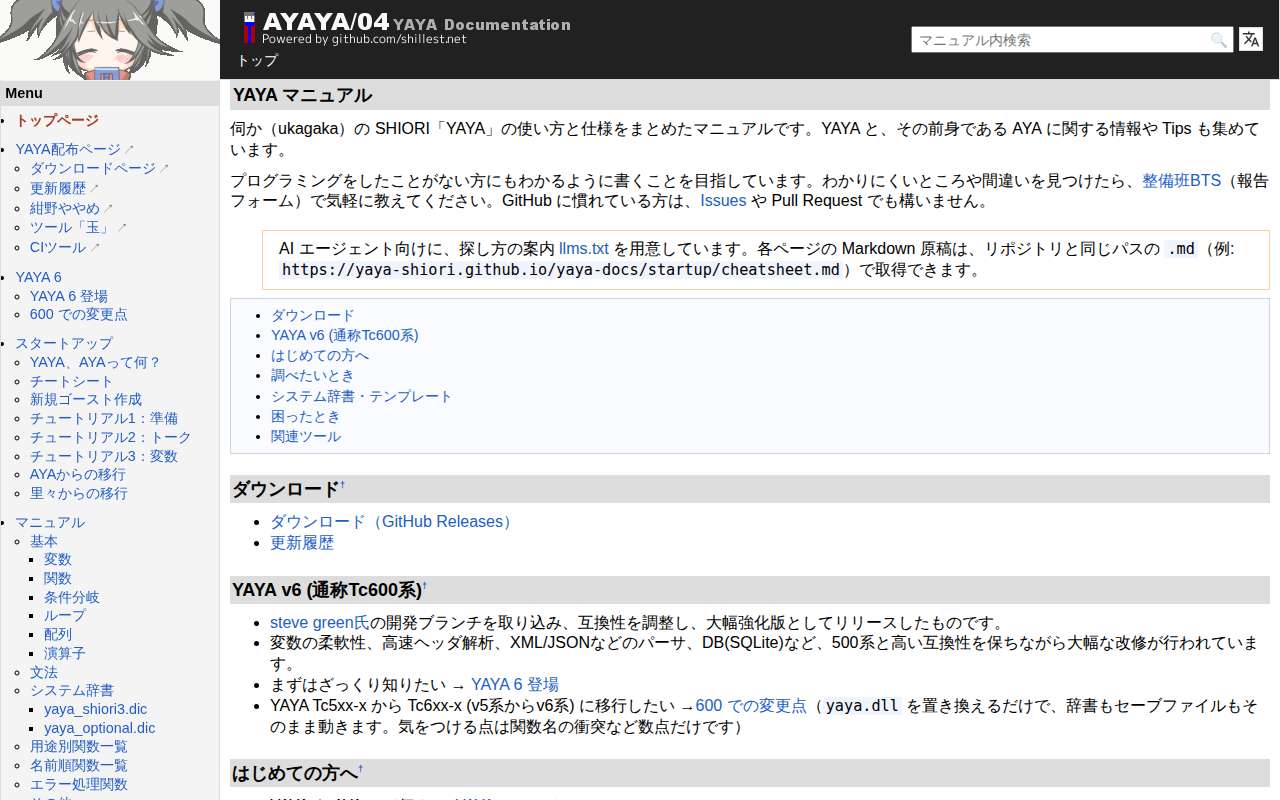 AYAYA/04 YAYA Documentation
Powered by github.com/shillest.net
トップ
マニュアル内検索
Menu
トップページ
YAYA配布ページ
ダウンロードページ
更新履歴
紺野ややめ
ツール「玉」
CIツール
YAYA 6
YAYA 6 登場
600 での変更点
スタートアップ
YAYA、AYAって何？
チートシート
新規ゴースト作成
チュートリアル1：準備
チュートリアル2：トーク
チュートリアル3：変数
AYAからの移行
里々からの移行
マニュアル
基本
変数
関数
条件分岐
ループ
配列
演算子
文法
システム辞書
yaya_shiori3.dic
yaya_optional.dic
用途別関数一覧
名前順関数一覧
エラー処理関数
YAYA マニュアル
伺か（ukagaka）の SHIORI「YAYA」の使い方と仕様をまとめたマニュアルです。YAYA と、その前身である AYA に関する情報や Tips も集めて
います。
プログラミングをしたことがない方にもわかるように書くことを目指しています。わかりにくいところや間違いを見つけたら、整備班BTS（報告
フォーム）で気軽に教えてください。GitHub に慣れている方は、Issues や Pull Request でも構いません。
AI エージェント向けに、探し方の案内 llms.txt を用意しています。各ページの Markdown 原稿は、リポジトリと同じパスの .md（例:
https://yaya-shiori.github.io/yaya-docs/startup/cheatsheet.md）で取得できます。
ダウンロード
YAYA v6 (通称Tc600系)
はじめての方へ
調べたいとき
システム辞書・テンプレート
困ったとき
関連ツール
ダウンロード†
ダウンロード（GitHub Releases）
更新履歴
YAYA v6 (通称Tc600系)†
steve green氏の開発ブランチを取り込み、互換性を調整し、大幅強化版としてリリースしたものです。
変数の柔軟性、高速ヘッダ解析、XML/JSONなどのパーサ、DB(SQLite)など、500系と高い互換性を保ちながら大幅な改修が行われていま
す。
まずはざっくり知りたい → YAYA 6 登場
YAYA Tc5xx-x から Tc6xx-x (v5系からv6系) に移行したい →600 での変更点（yaya.dll を置き換えるだけで、辞書もセーブファイルもそ
のまま動きます。気をつける点は関数名の衝突など数点だけです）
はじめての方へ†